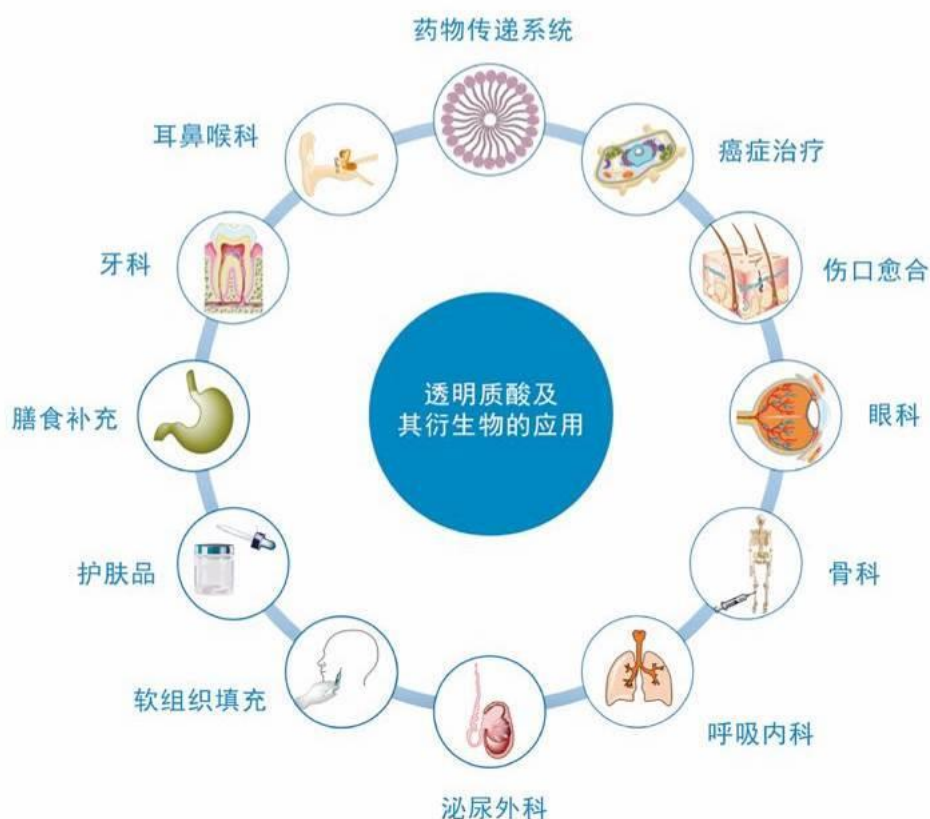 药物传递系统
耳鼻喉科
癌症治疗
牙科
伤口愈合
透明质酸及
其衍生物的应用
膳食补充
眼科
护肤品
骨科
软组织填充
呼吸内科
泌尿外科